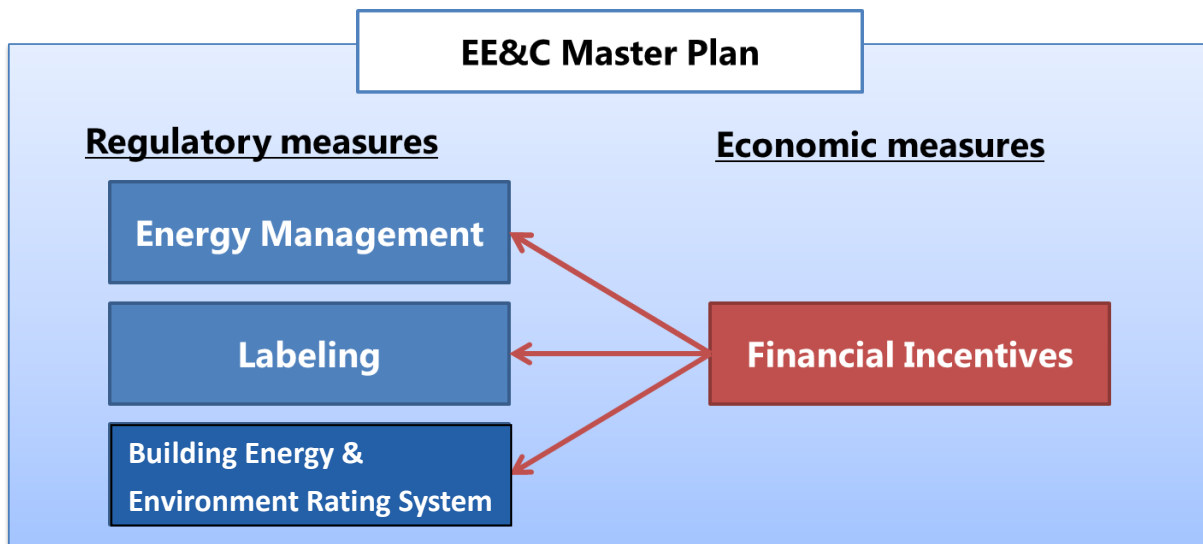 EE&C Master Plan
Regulatory measures
Economic measures
Energy Management
Labeling
Financial Incentives
Building Energy &
Environment Rating System